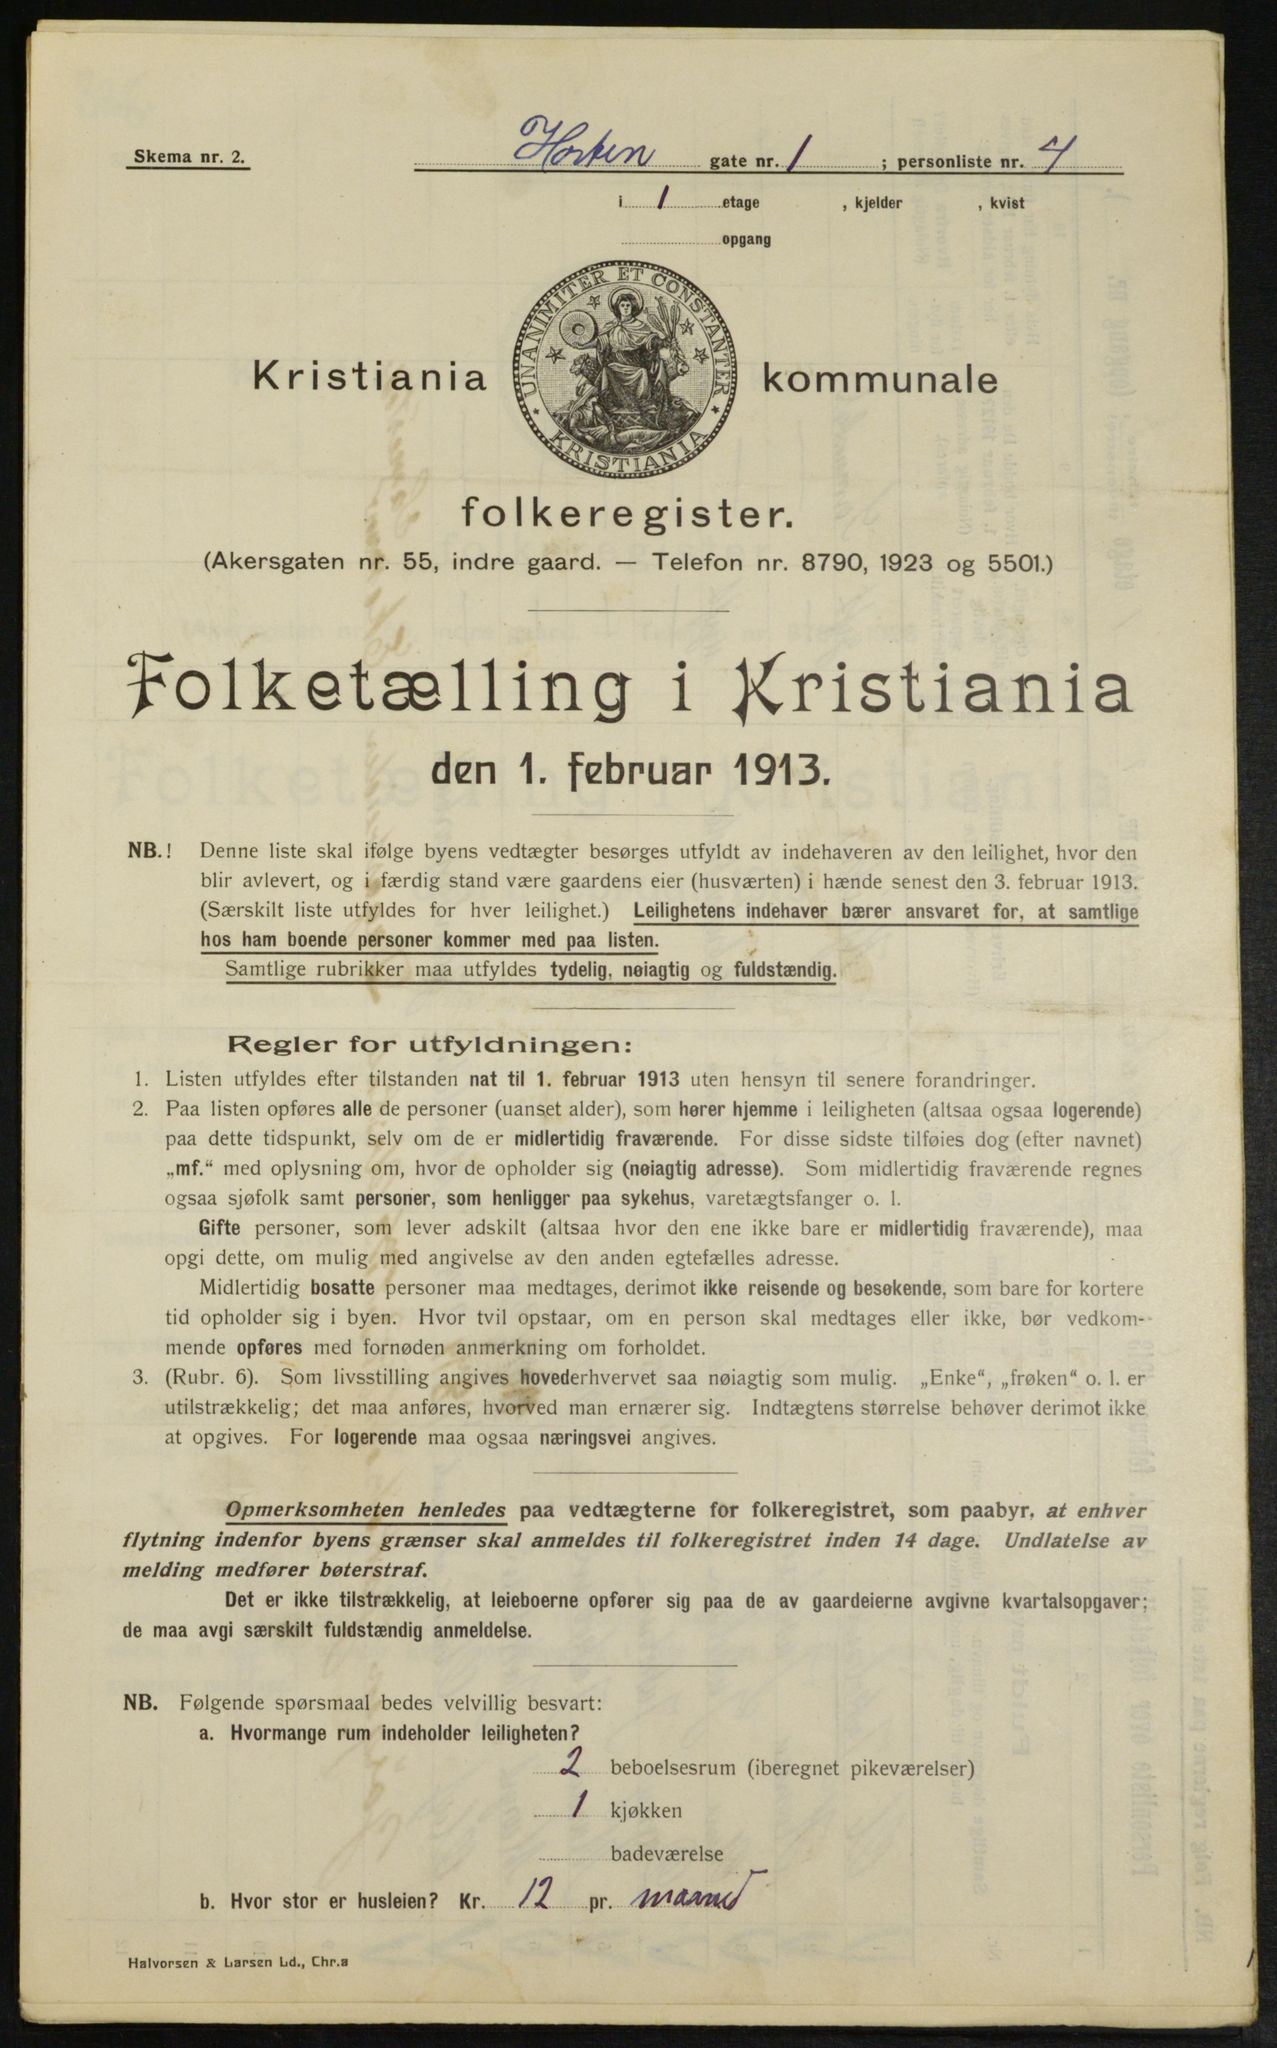 Skema nr. 2.
Horten gate nr. 1 ; personliste nr. 4
i 1 etage , kjelder , kvist
opgang
UNANIMITER ET CONSTANTER
KRISTIANIA
Kristiania kommunale
folkeregister.
(Akersgaten nr. 55, indre gaard. — Telefon nr. 8790, 1923 og 5501.)
Folketælling i Kristiania
den 1. februar 1913.
NB.! Denne liste skal ifølge byens vedtægter besørges utfyldt av indehaveren av den leilighet, hvor den
blir avlevert, og i færdig stand være gaardens eier (husværten) i hænde senest den 3. februar 1913.
(Særskilt liste utfyldes for hver leilighet.) Leilighetens indehaver bærer ansvaret for, at samtlige
hos ham boende personer kommer med paa listen.
Samtlige rubrikker maa utfyldes tydelig, nøiagtig og fuldstændig.
Regler for utfyldningen:
1. Listen utfyldes efter tilstanden nat til 1. februar 1913 uten hensyn til senere forandringer.
2. Paa listen opføres alle de personer (uanset alder), som hører hjemme i leiligheten (altsaa ogsaa logerende)
paa dette tidspunkt, selv om de er midlertidig fraværende. For disse sidste tilføies dog (efter navnet)
„mf.“ med oplysning om, hvor de opholder sig (nøiagtig adresse). Som midlertidig fraværende regnes
ogsaa sjøfolk samt personer, som henligger paa sykehus, varetægtsfanger o. l.
Gifte personer, som lever adskilt (altsaa hvor den ene ikke bare er midlertidig fraværende), maa
opgi dette, om mulig med angivelse av den anden egtefælles adresse.
Midlertidig bosatte personer maa medtages, derimot ikke reisende og besøkende, som bare for kortere
tid opholder sig i byen. Hvor tvil opstaar, om en person skal medtages eller ikke, bør vedkom-
mende opføres med fornøden anmerkning om forholdet.
3. (Rubr. 6). Som livsstilling angives hovederhvervet saa nøiagtig som mulig. „Enke“, „frøken“ o. l. er
utilstrækkelig; det maa anføres, hvorved man ernærer sig. Indtægtens størrelse behøver derimot ikke
at opgives. For logerende maa ogsaa næringsvei angives.
Opmerksomheten henledes paa vedtægterne for folkeregistret, som paabyr, at enhver
flytning indenfor byens grænser skal anmeldes til folkeregistret inden 14 dage. Undlatelse av
melding medfører bøterstraf.
Det er ikke tilstrækkelig, at leieboerne opfører sig paa de av gaardeierne avgivne kvartalsopgaver;
de maa avgi særskilt fuldstændig anmeldelse.
NB. Følgende spørsmaal bedes velvillig besvart:
a. Hvormange rum indeholder leiligheten?
2 beboelsesrum (iberegnet pikeværelser)
1 kjøkken
badeværelse
b. Hvor stor er husleien? Kr. 12 pr. maaned
Halvorsen & Larsen Ld., Chr.a